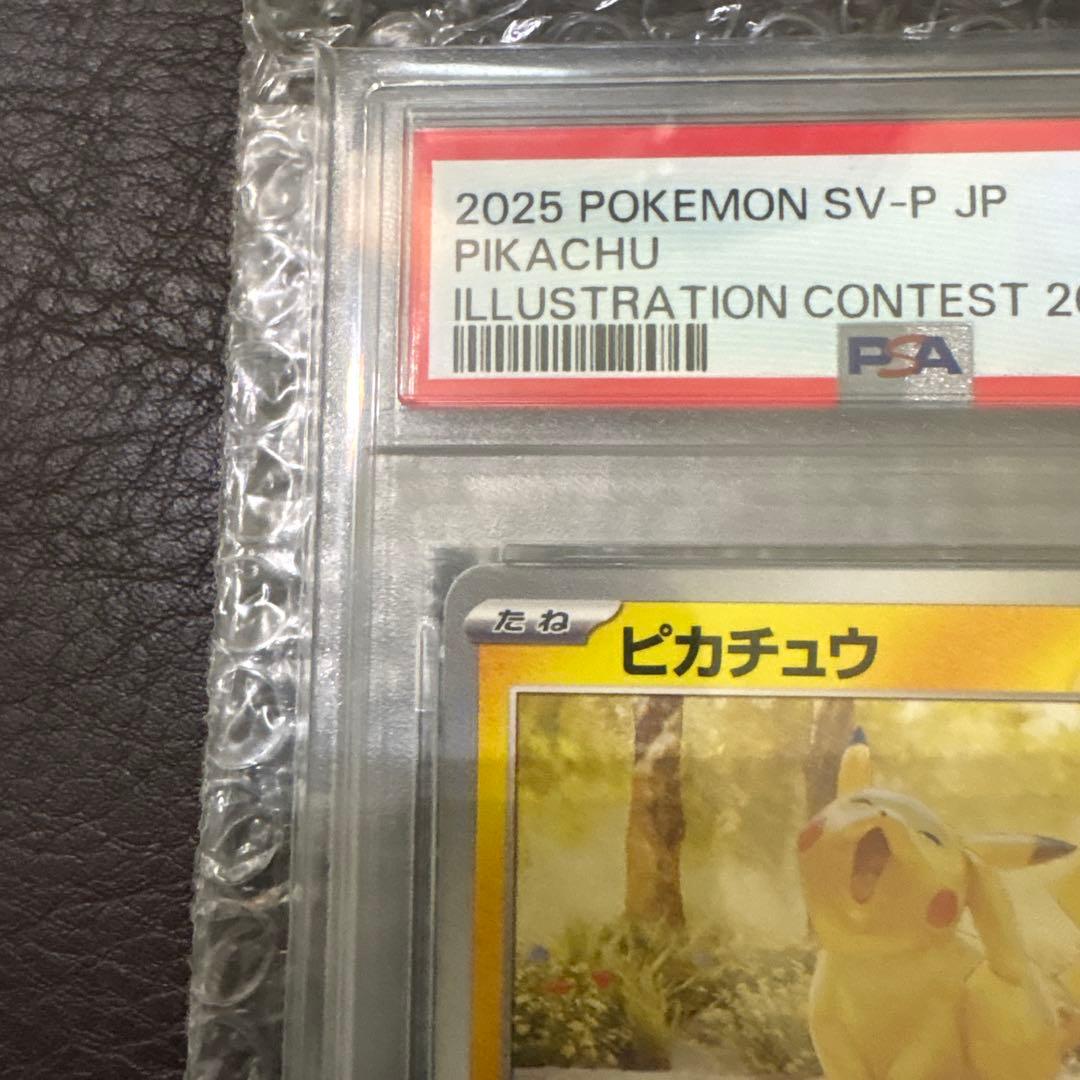 2025 POKEMON SV-P JP
PIKACHU
ILLUSTRATION CONTEST
PSA
たね
ピカチュウ